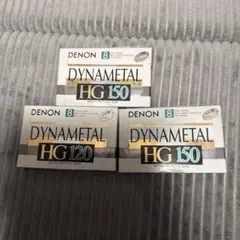 DENON 8
DYNAMETAL
HG 150
DENON 8
DYNAMETAL
HG 120
DENON 8
DYNAMETAL
HG 150